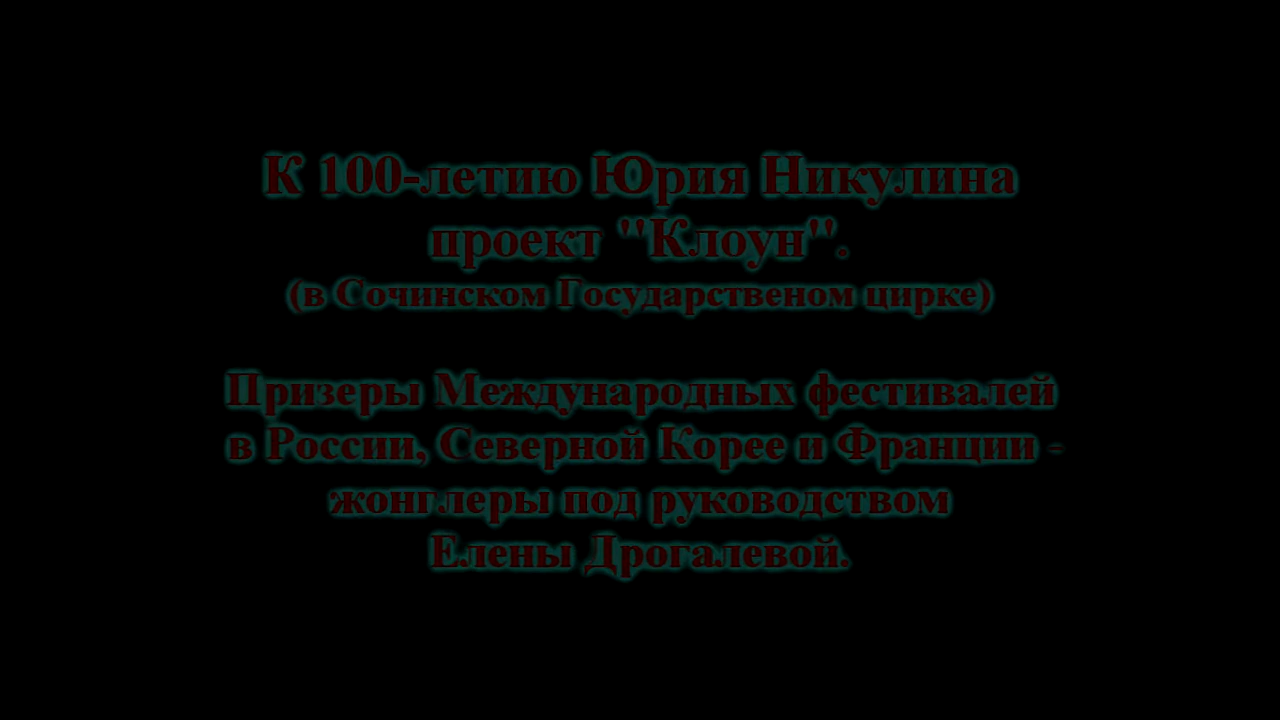 К 100-летию Юрия Никулина
проект "Клоун".
(в Сочинском Государственом цирке)
Призеры Международных фестивалей
в России, Северной Корее и Франции -
жонглеры под руководством
Елены Дрогалевой.